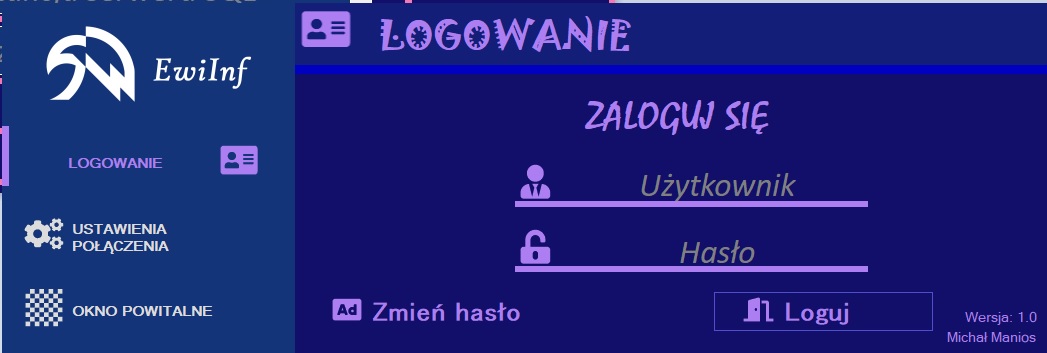 EwiInf
LOGOWANIE
USTAWIENIA
POŁĄCZENIA
OKNO POWITALNE
LOGOWANIE
ZALOGUJ SIĘ
Użytkownik
Hasło
Ad Zmień hasło
Loguj
Wersja: 1.0
Michał Manios